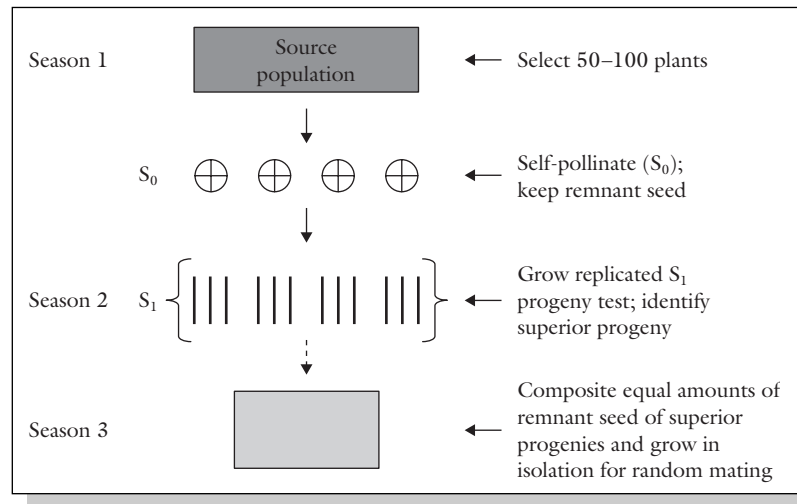 Season 1
Source
population
Select 50–100 plants
S₀
Self-pollinate (S₀);
keep remnant seed
Season 2
S₁
Grow replicated S₁
progeny test; identify
superior progeny
Season 3
Composite equal amounts of
remnant seed of superior
progenies and grow in
isolation for random mating